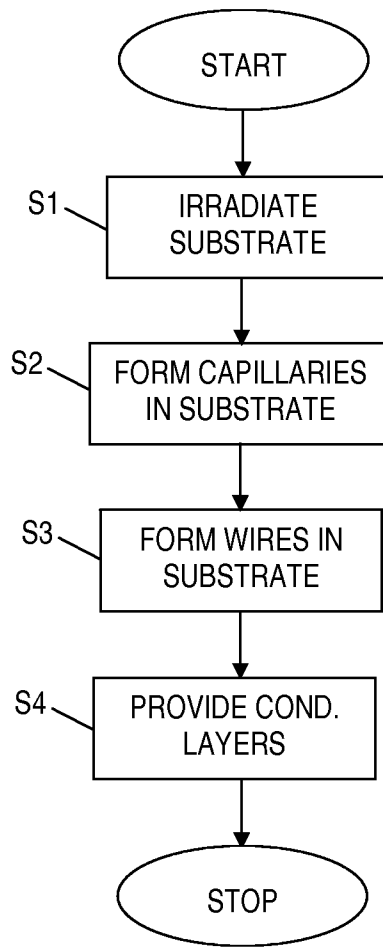 START
S1
IRRADIATE
SUBSTRATE
S2
FORM CAPILLARIES
IN SUBSTRATE
S3
FORM WIRES IN
SUBSTRATE
S4
PROVIDE COND.
LAYERS
STOP